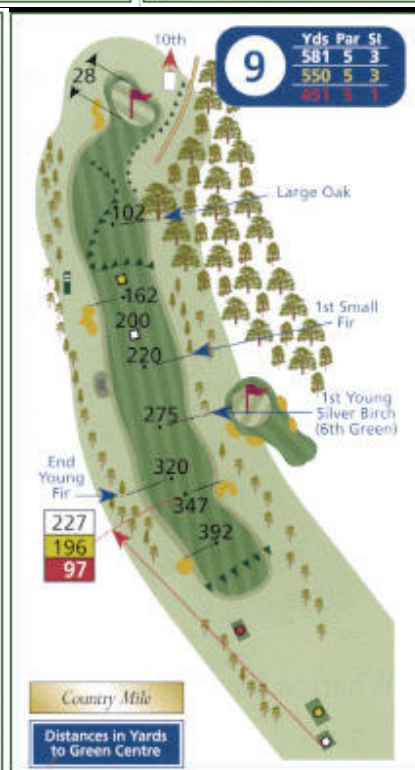 10th
28
9
Yds Par SI
581 5 3
550 5 3
451 5 1
102
Large Oak
162
200
1st Small
Fir
220
1st Young
Silver Birch
(6th Green)
275
End
Young
Fir
320
347
227
196
97
392
Country Mile
Distances in Yards
to Green Centre